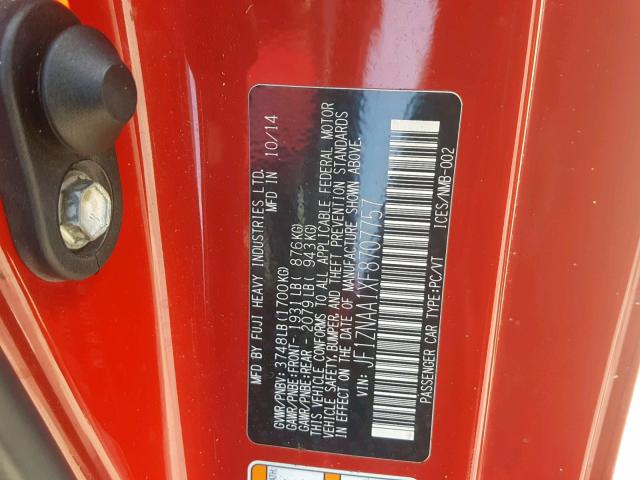 MFD BY FUJI HEAVY INDUSTRIES LTD.
MFD IN 10/14
GVWR/PNBV: 3748LB(1700KG)
GAWR/PNBE:FRONT- 1931LB( 876KG)
GAWR/PNBE:REAR - 2079LB( 943KG)
THIS VEHICLE CONFORMS TO ALL APPLICABLE FEDERAL MOTOR
VEHICLE SAFETY,BUMPER, AND THEFT PREVENTION STANDARDS
IN EFFECT ON THE DATE OF MANUFACTURE SHOWN ABOVE.
VIN: JF1ZNAA1XF8707757
ICES/NMB-002
PASSENGER CAR TYPE-PC/VT